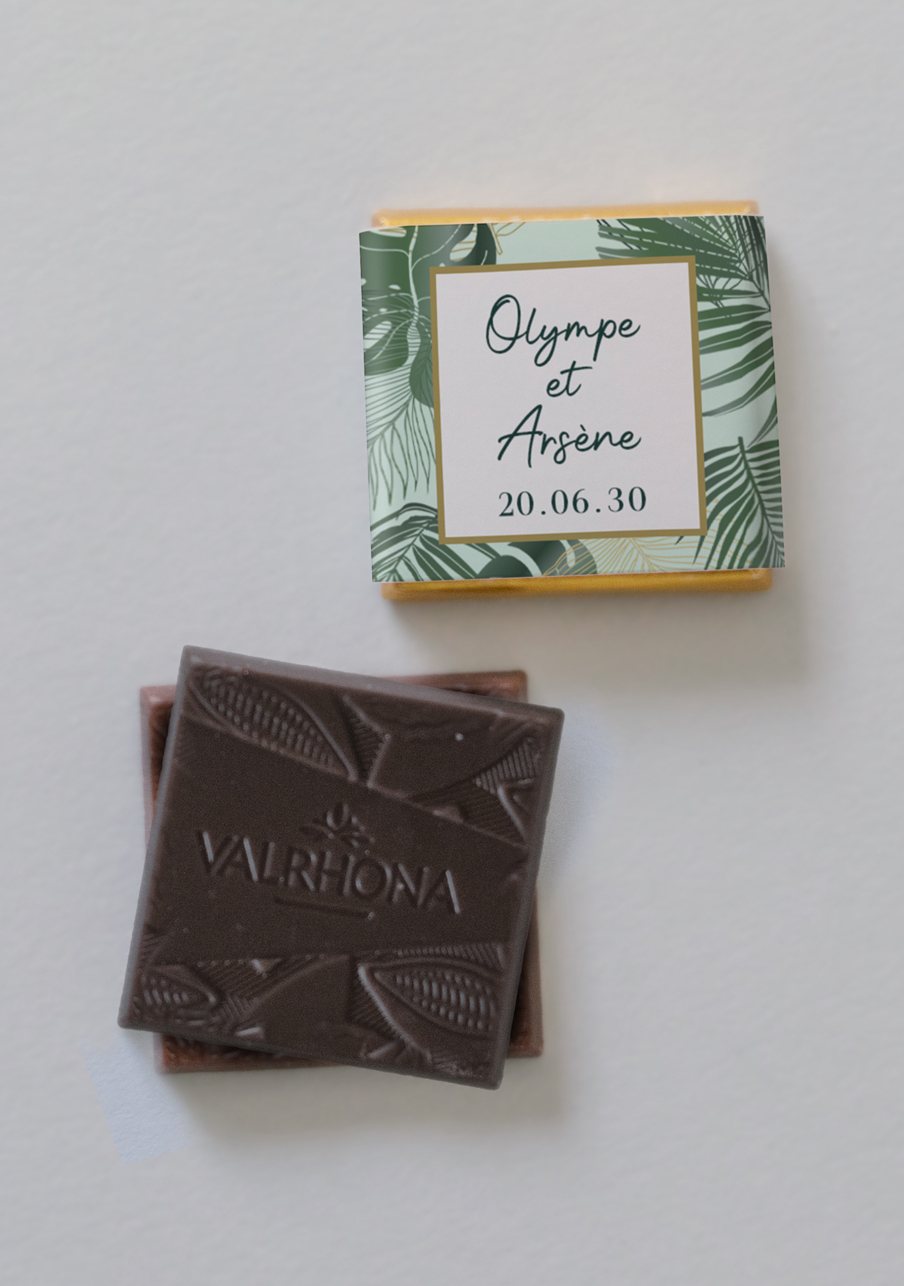 Olympe
et
Arsène
20.06.30
VALRHONA